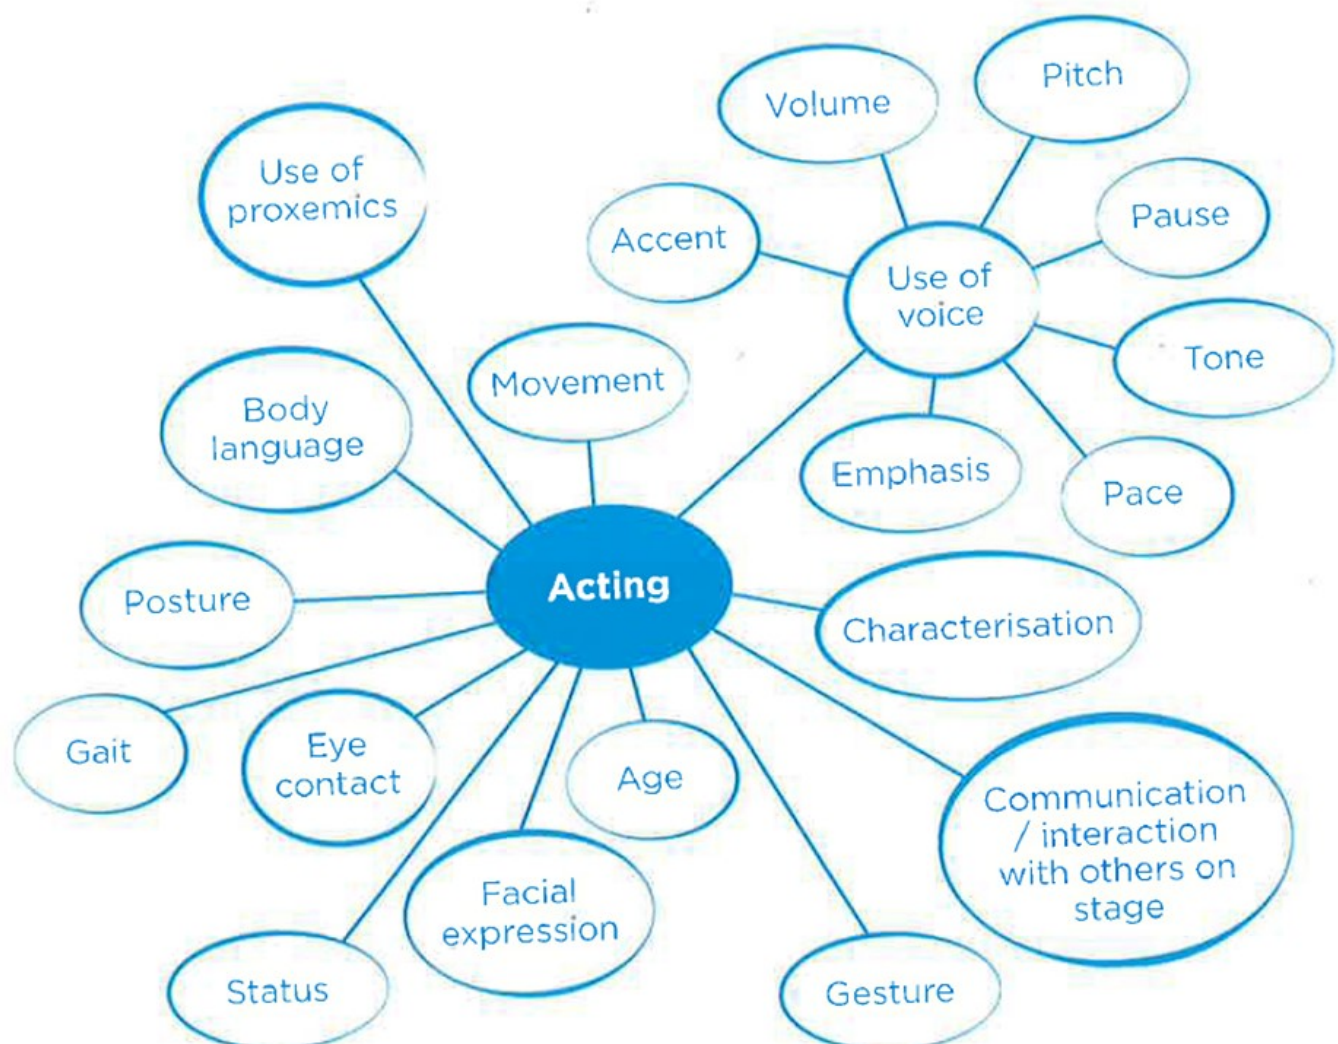 Pitch
Volume
Use of
proxemics
Pause
Accent
Use of
voice
Tone
Movement
Body
language
Emphasis
Pace
Acting
Posture
Characterisation
Gait
Eye
contact
Age
Communication
/ interaction
with others on
stage
Facial
expression
Status
Gesture